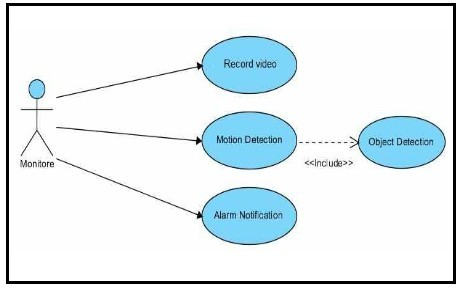 Record video
Motion Detection
Object Detection
<<Include>>
Monitore
Alarm Notification